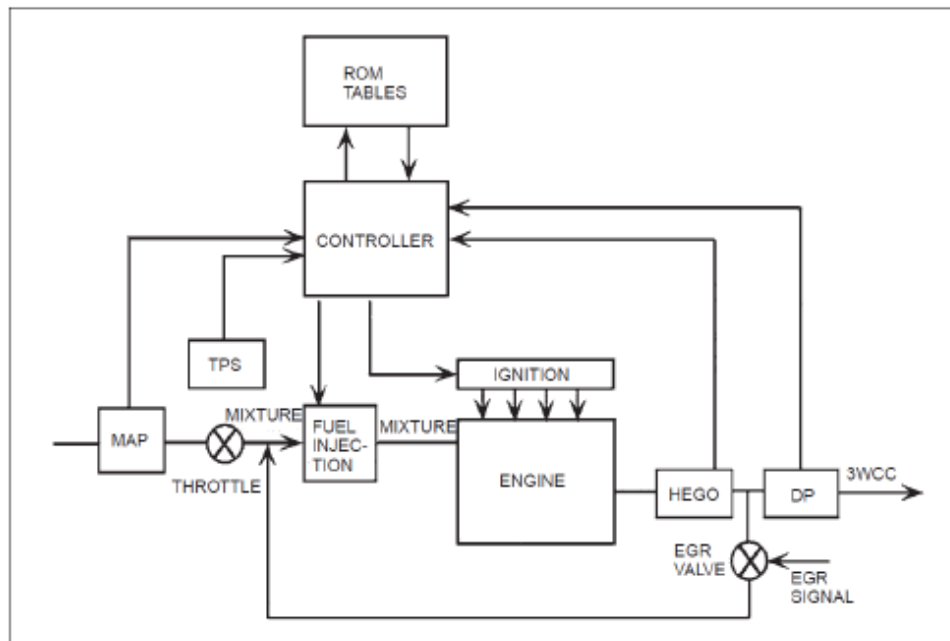 ROM
TABLES
CONTROLLER
TPS
IGNITION
MIXTURE
FUEL
INJEC-
TION
MIXTURE
MAP
THROTTLE
ENGINE
HEGO
DP
3WCC
EGR
VALVE
EGR
SIGNAL